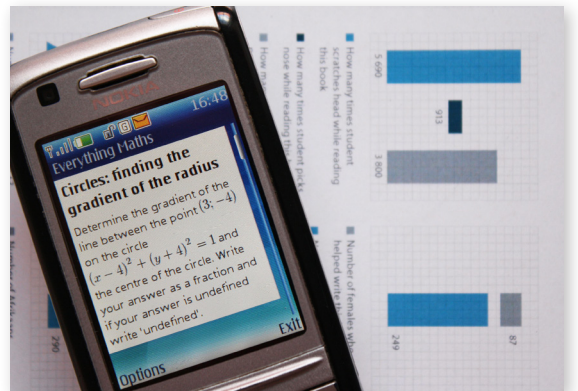 NOKIA
16:48
Everything Maths
Circles: finding the
gradient of the radius
Determine the gradient of the
line between the point (3; −4)
on the circle
(x − 4)² + (y + 4)² = 1 and
the centre of the circle. Write
your answer as a fraction and
if your answer is undefined
write 'undefined'.
Options
Exit
5 690
913
3 800
How many times student
scratches head while reading
this book
How many times student picks
nose while reading
How
290
249
87
Number of females
helped write